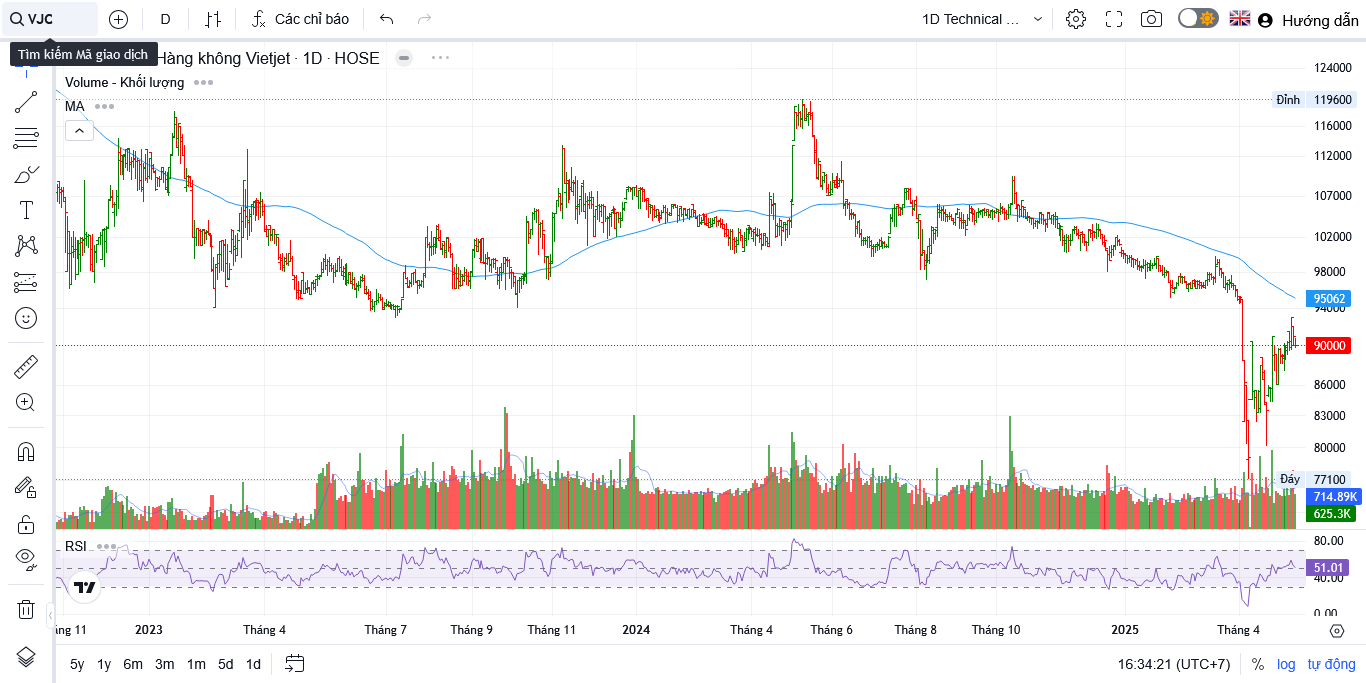 VJC
D
Các chỉ báo
1D Technical ...
Hướng dẫn
Tìm kiếm Mã giao dịch
Hàng không Vietjet · 1D · HOSE
Volume - Khối lượng
MA
124000
Đỉnh 119600
116000
112000
107000
102000
98000
95062
94000
90000
86000
83000
80000
Đáy 77100
714.89K
625.3K
RSI
80.00
51.01
40.00
0.00
ng 11
2023
Tháng 4
Tháng 7
Tháng 9
Tháng 11
2024
Tháng 4
Tháng 6
Tháng 8
Tháng 10
2025
Tháng 4
5y 1y 6m 3m 1m 5d 1d
16:34:21 (UTC+7)
% log tự động